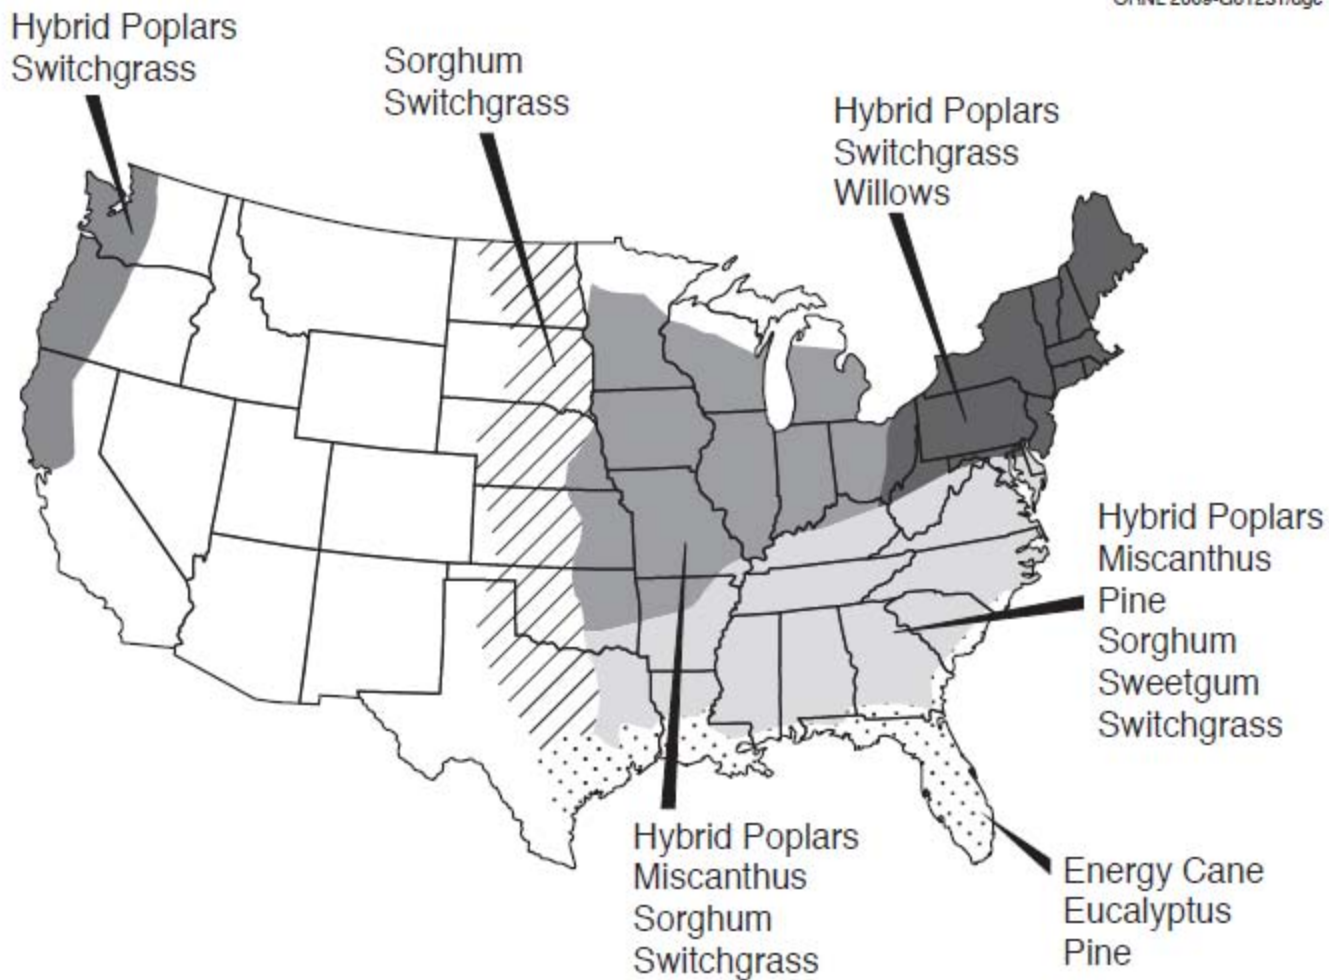 Hybrid Poplars
Switchgrass
Sorghum
Switchgrass
Hybrid Poplars
Switchgrass
Willows
Hybrid Poplars
Miscanthus
Pine
Sorghum
Sweetgum
Switchgrass
Hybrid Poplars
Miscanthus
Sorghum
Switchgrass
Energy Cane
Eucalyptus
Pine